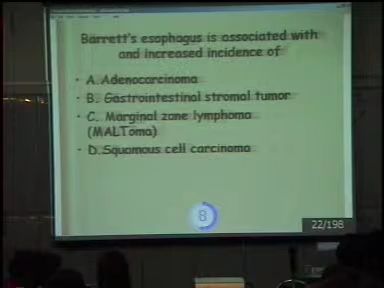 Barrett's esophagus is associated with
and increased incidence of
• A. Adenocarcinoma
• B. Gastrointestinal stromal tumor
• C. Marginal zone lymphoma
(MALToma)
• D. Squamous cell carcinoma
8
22/198